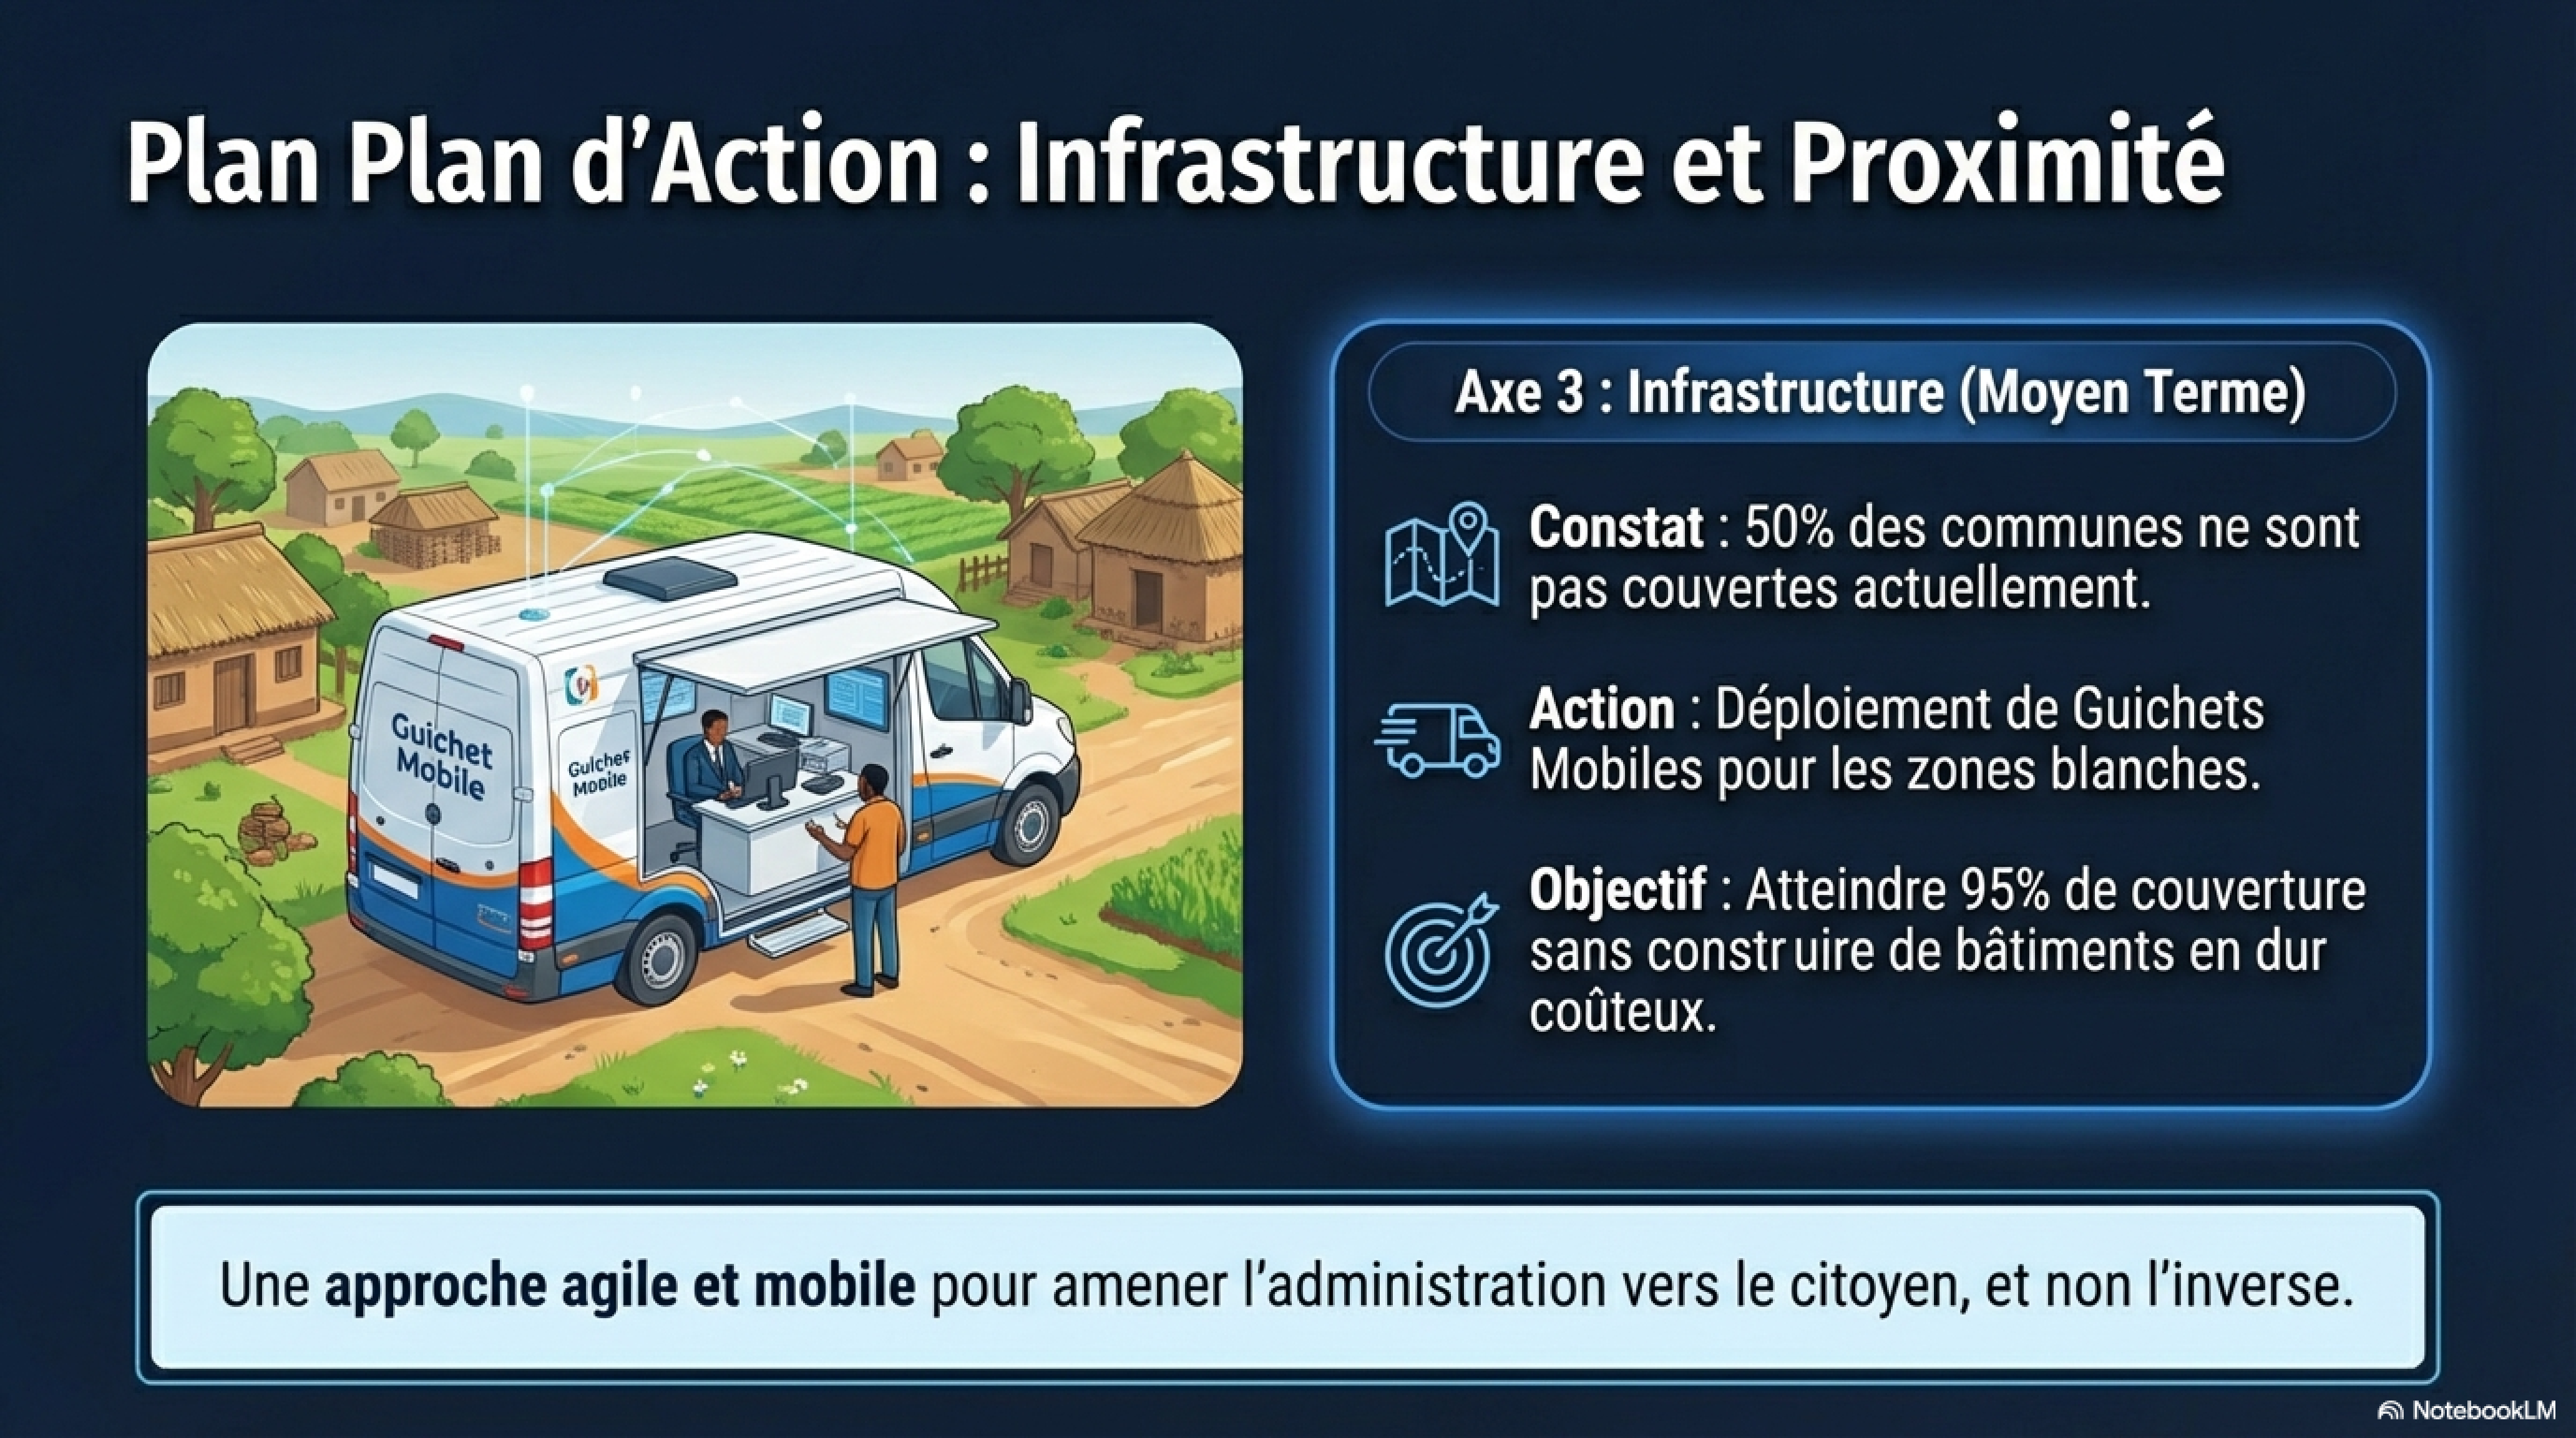 Plan Plan d’Action : Infrastructure et Proximité
Guichet
Mobile
Guichet
Mobile
Axe 3 : Infrastructure (Moyen Terme)
Constat : 50% des communes ne sont
pas couvertes actuellement.
Action : Déploiement de Guichets
Mobiles pour les zones blanches.
Objectif : Atteindre 95% de couverture
sans construire de bâtiments en dur
coûteux.
Une approche agile et mobile pour amener l’administration vers le citoyen, et non l’inverse.
NotebookLM